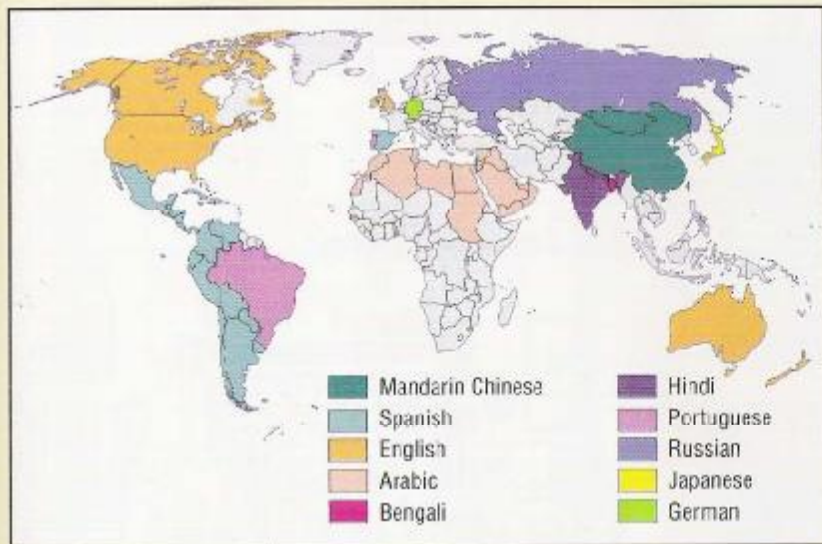 Mandarin Chinese
Spanish
English
Arabic
Bengali
Hindi
Portuguese
Russian
Japanese
German